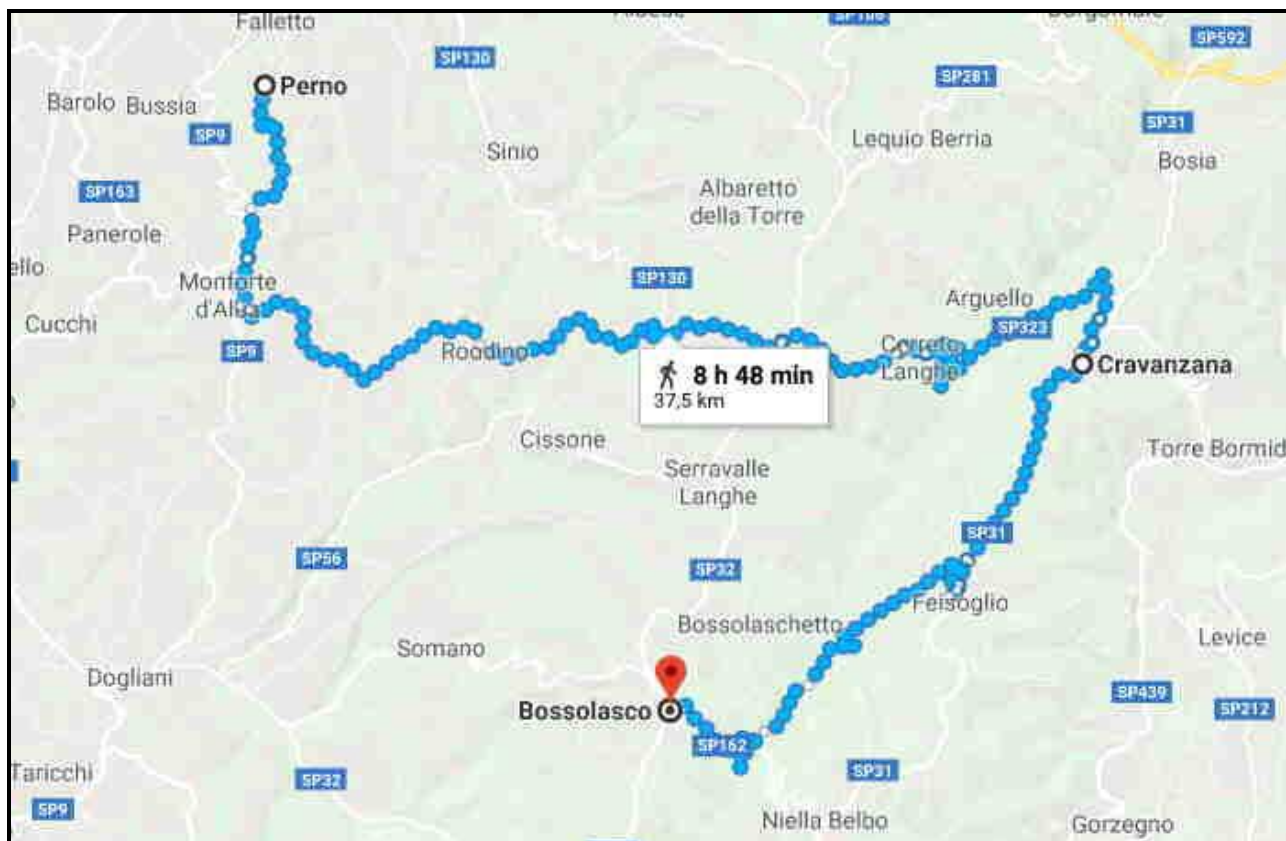 Falletto
SP130
SP592
SP281
Perno
Barolo
Bussia
SP9
SP31
Sinio
Lequio Berria
Bosia
SP163
Albaretto
della Torre
Panerole
Monforte
d'Alba
SP130
Arguello
SP323
Cucchi
SP9
Roddino
Langhe
8 h 48 min
37,5 km
Cravanzana
Cissone
Torre Bormid
Serravalle
Langhe
SP31
SP56
SP32
Feisoglio
Bossolaschetto
Levice
Somano
Dogliani
Bossolasco
SP439
SP212
SP162
Taricchi
SP32
SP31
SP9
Niella Belbo
Gorzegno